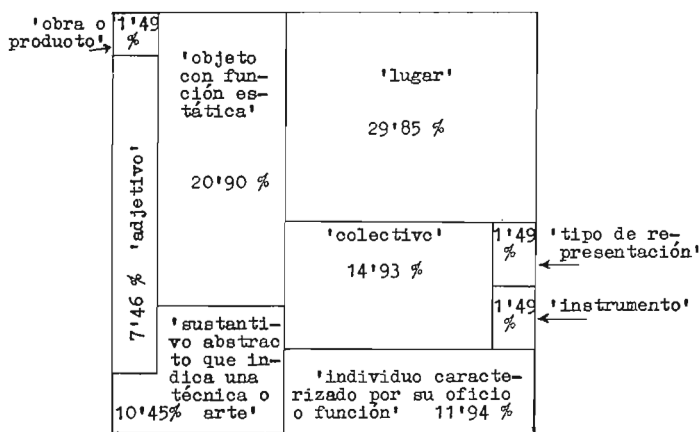 'obra o
producto'
1'49
%
'objeto
con fun-
ción es-
tática'
20'90 %
'lugar'
29'85 %
7'46 % 'adjetivo'
'colectivo'
14'93 %
1'49
%
'tipo de re-
presentación'
1'49
%
'instrumento'
'sustanti-
vo abstrac
to que in-
dica una
técnica o
arte'
10'45%
'individuo caracte-
rizado por su oficio
o función' 11'94 %